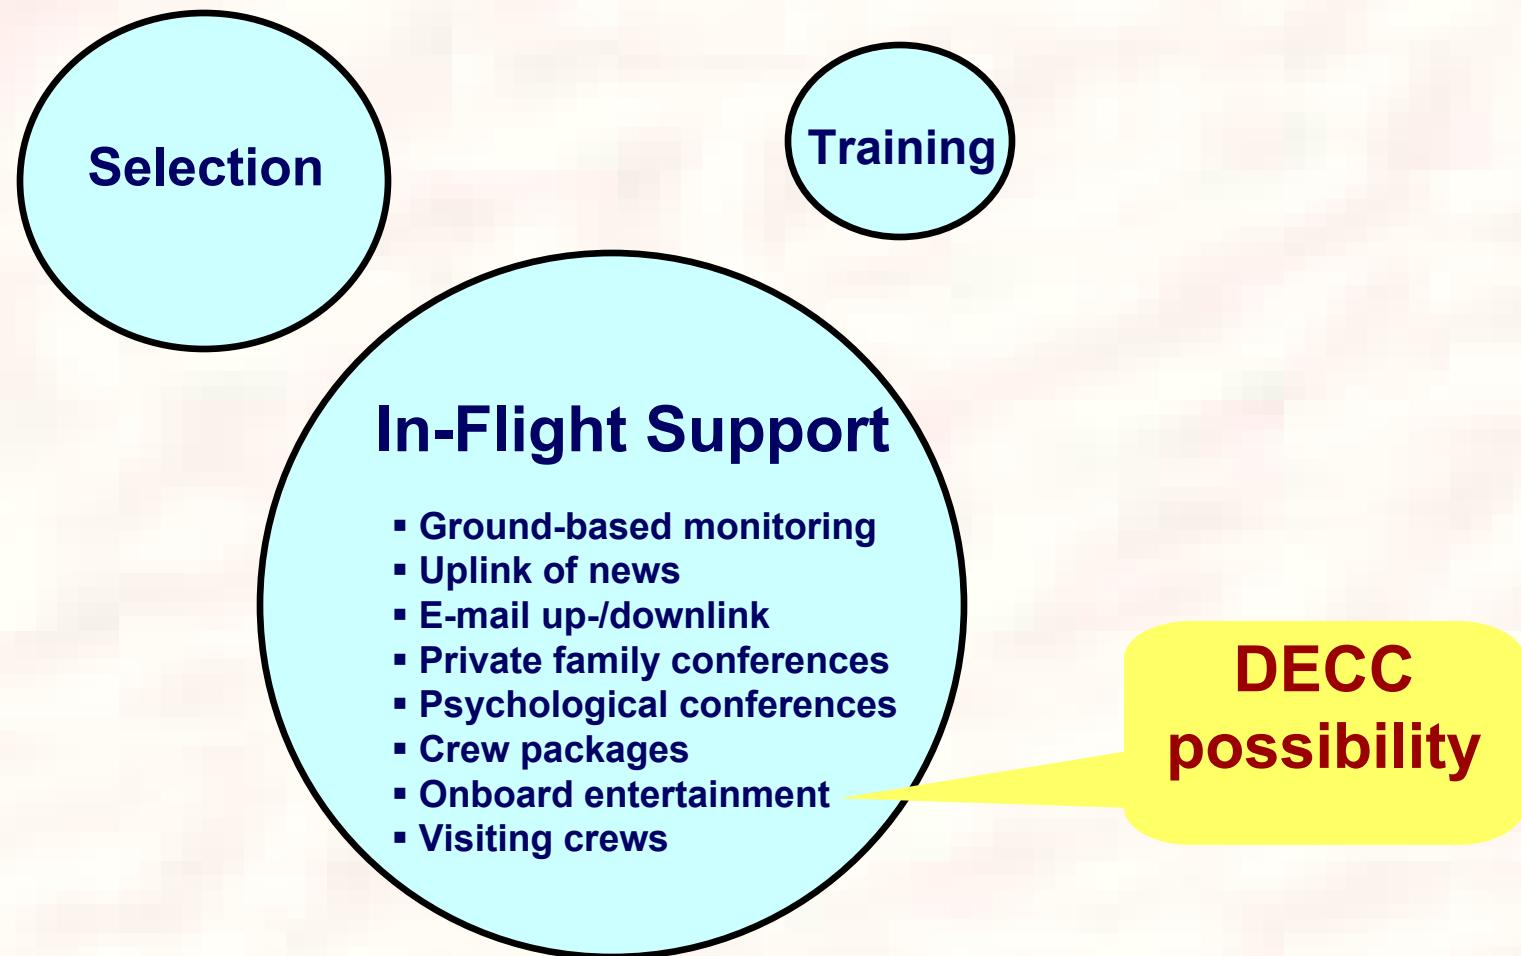 Selection
Training
In-Flight Support
▪ Ground-based monitoring
▪ Uplink of news
▪ E-mail up-/downlink
▪ Private family conferences
▪ Psychological conferences
▪ Crew packages
▪ Onboard entertainment
▪ Visiting crews
DECC
possibility